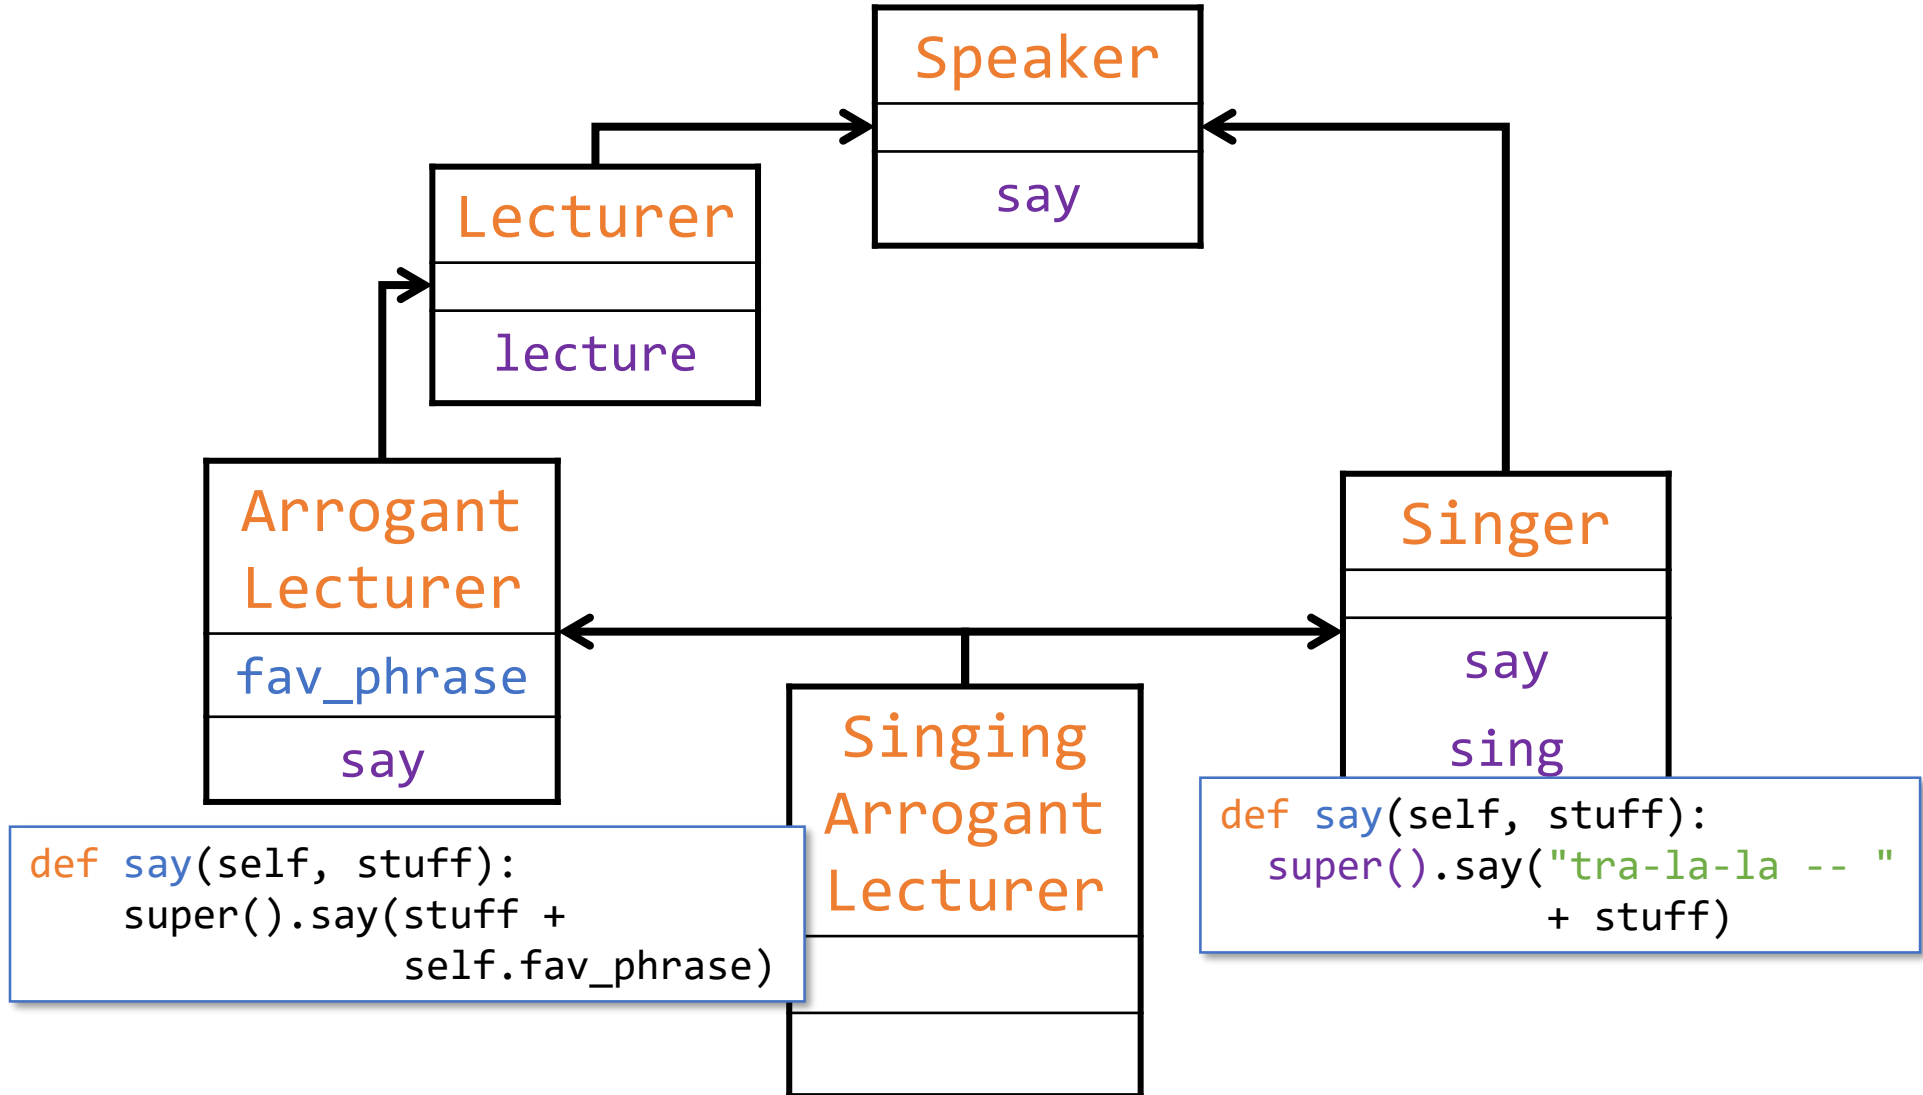 Speaker
say
Lecturer
lecture
Arrogant
Lecturer
fav_phrase
say
Singer
say
sing
Singing
Arrogant
Lecturer
def say(self, stuff):
    super().say(stuff +
                self.fav_phrase)
def say(self, stuff):
  super().say("tra-la-la -- "
              + stuff)